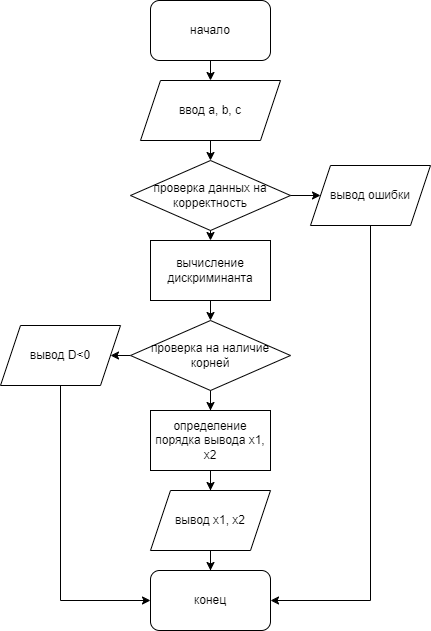 начало
ввод a, b, c
проверка данных на
корректность
вывод ошибки
вычисление
дискриминанта
проверка на наличие
корней
вывод D<0
определение
порядка вывода x1,
x2
вывод x1, x2
конец